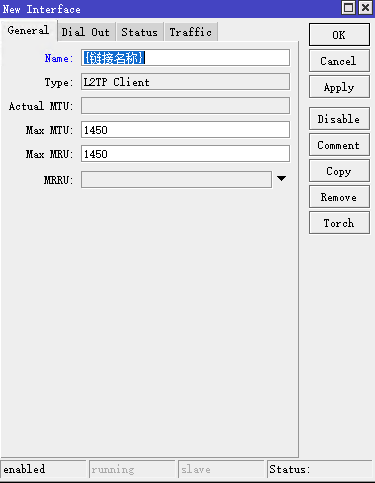 New Interface
General Dial Out Status Traffic
Name: {链接名称}
Type: L2TP Client
Actual MTU:
Max MTU: 1450
Max MRU: 1450
MRRU:
OK
Cancel
Apply
Disable
Comment
Copy
Remove
Torch
enabled running slave Status: